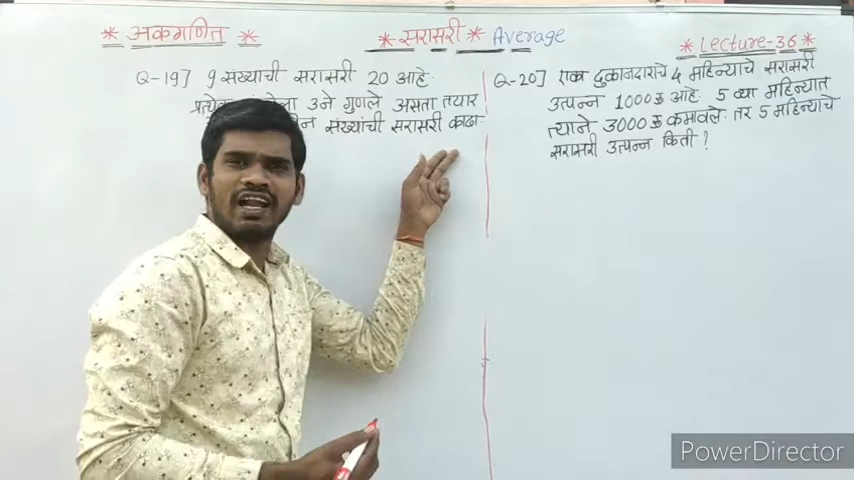 * अंकगणित *
* सरासरी * Average
* Lecture-36 *
Q-19] 9 संख्याची सरासरी 20 आहे.
प्रत्येक 3ने गुणले असता तयार
संख्यांची सरासरी काढा
Q-20] एका दुकानदाराचे 4 महिन्याचे सरासरी
उत्पन्न 1000 रु आहे. 5 व्या महिन्यात
त्याने 3000 रु कमावले. तर 5 महिन्याचे
सरासरी उत्पन्न किती ?
PowerDirector